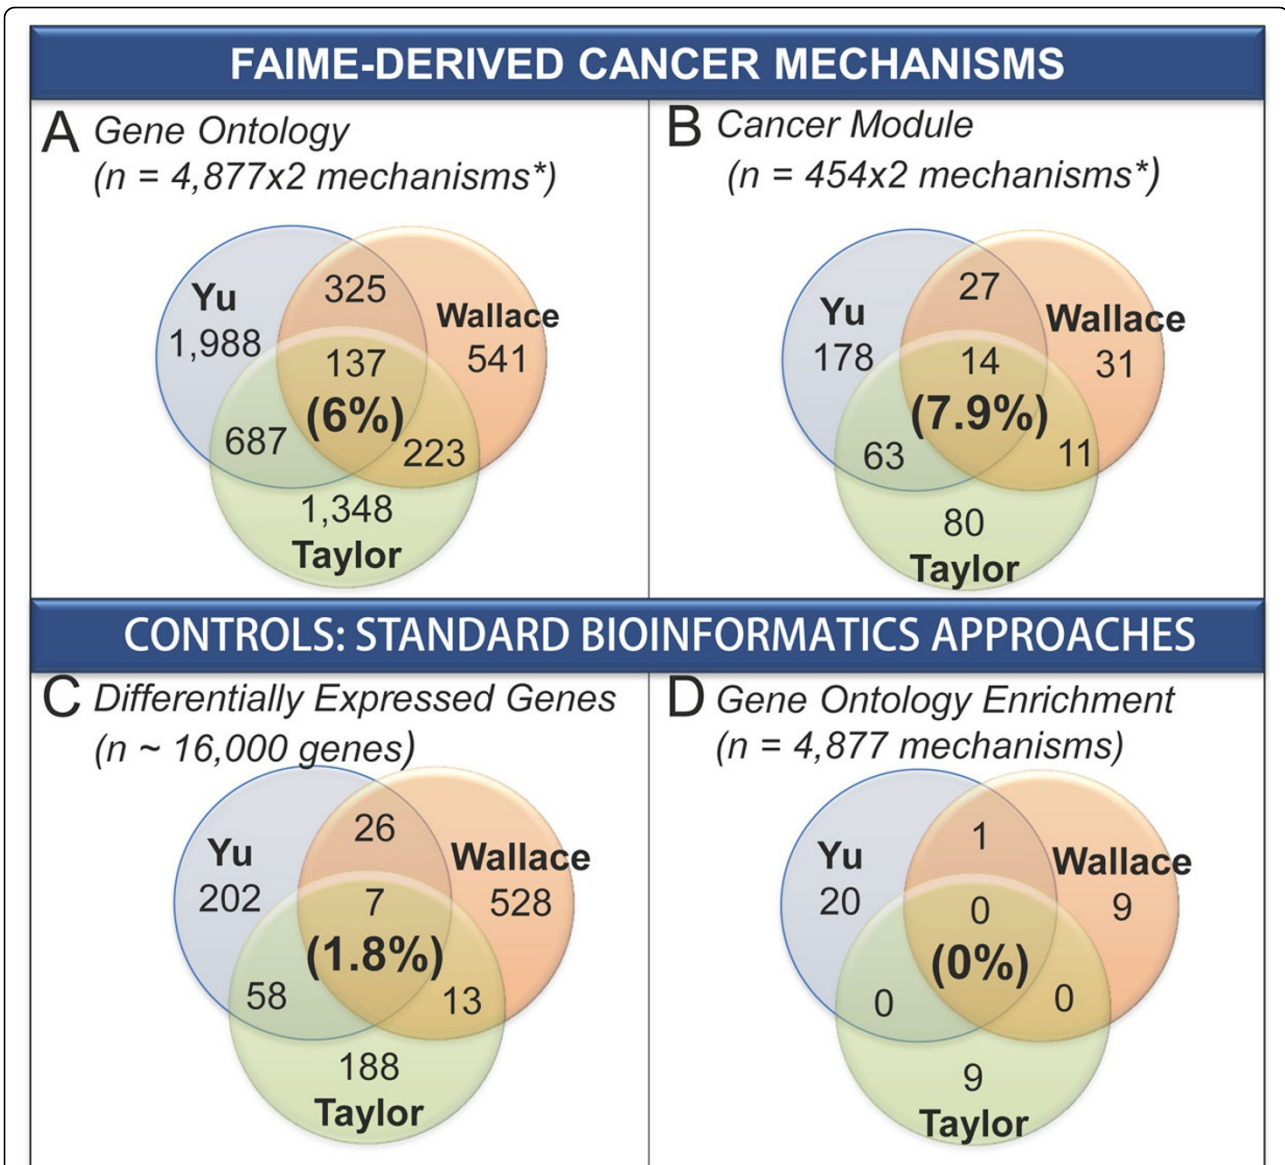 FAIME-DERIVED CANCER MECHANISMS
A Gene Ontology
(n = 4,877x2 mechanisms*)
325
Yu
1,988
Wallace
541
137
(6%)
687
223
1,348
Taylor
B Cancer Module
(n = 454x2 mechanisms*)
27
Yu
178
Wallace
31
14
(7.9%)
63
11
80
Taylor
CONTROLS: STANDARD BIOINFORMATICS APPROACHES
C Differentially Expressed Genes
(n ~ 16,000 genes)
26
Yu
202
Wallace
528
7
(1.8%)
58
13
188
Taylor
D Gene Ontology Enrichment
(n = 4,877 mechanisms)
1
Yu
20
Wallace
9
0
(0%)
0
0
9
Taylor